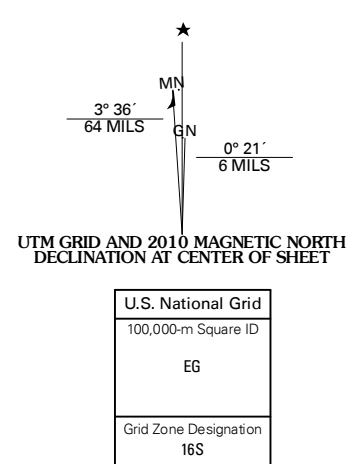 MN
3° 36´
64 MILS
GN
0° 21´
6 MILS
UTM GRID AND 2010 MAGNETIC NORTH
DECLINATION AT CENTER OF SHEET
U.S. National Grid
100,000-m Square ID
EG
Grid Zone Designation
16S